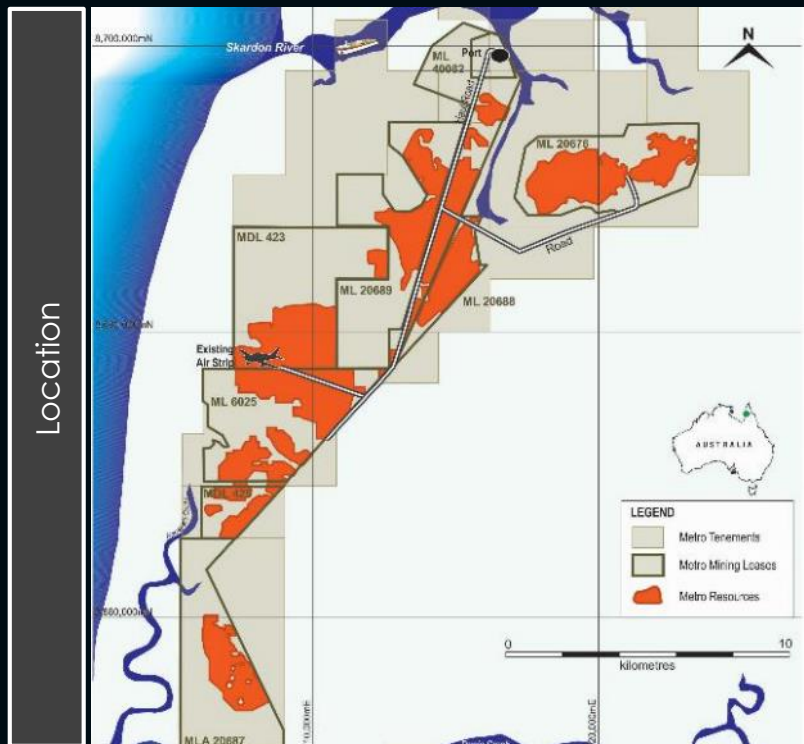 Location
8,700,000mN
Skardon River
Port
N
ML
40082
Haul Road
ML 20676
MDL 423
Road
ML 20689
ML 20688
Existing
Air Strip
ML 6025
AUSTRALIA
LEGEND
Metro Tenements
Metro Mining Leases
Metro Resources
0
10
kilometres
MLA 20687